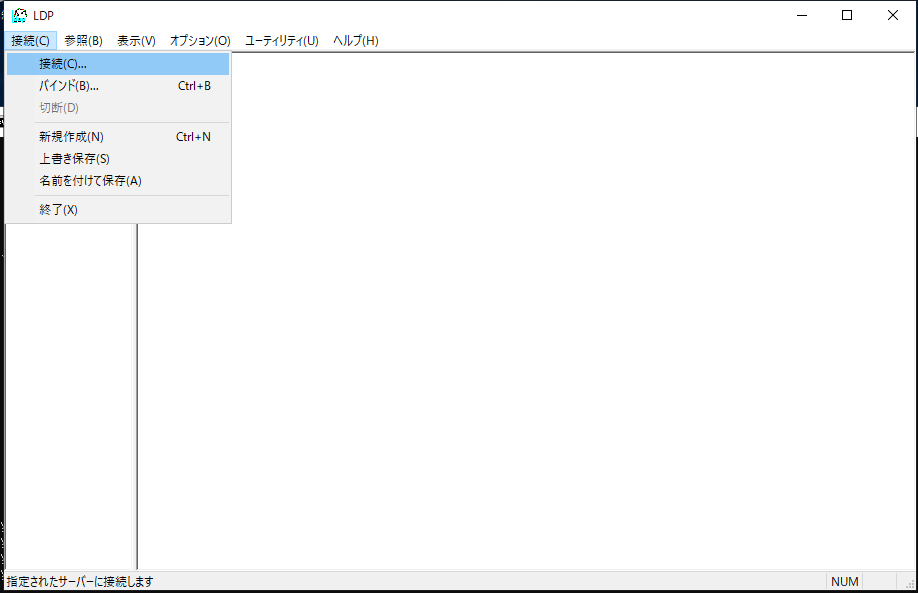 LDP
接続(C) 参照(B) 表示(V) オプション(O) ユーティリティ(U) ヘルプ(H)
接続(C)...
バインド(B)... Ctrl+B
切断(D)
新規作成(N) Ctrl+N
上書き保存(S)
名前を付けて保存(A)
終了(X)
指定されたサーバーに接続します NUM